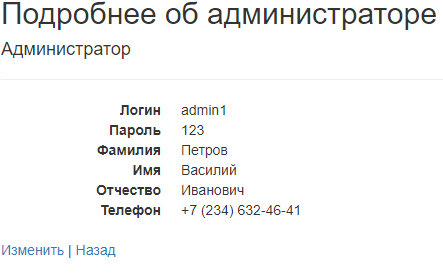 Подробнее об администраторе
Администратор
Логин admin1
Пароль 123
Фамилия Петров
Имя Василий
Отчество Иванович
Телефон +7 (234) 632-46-41
Изменить | Назад